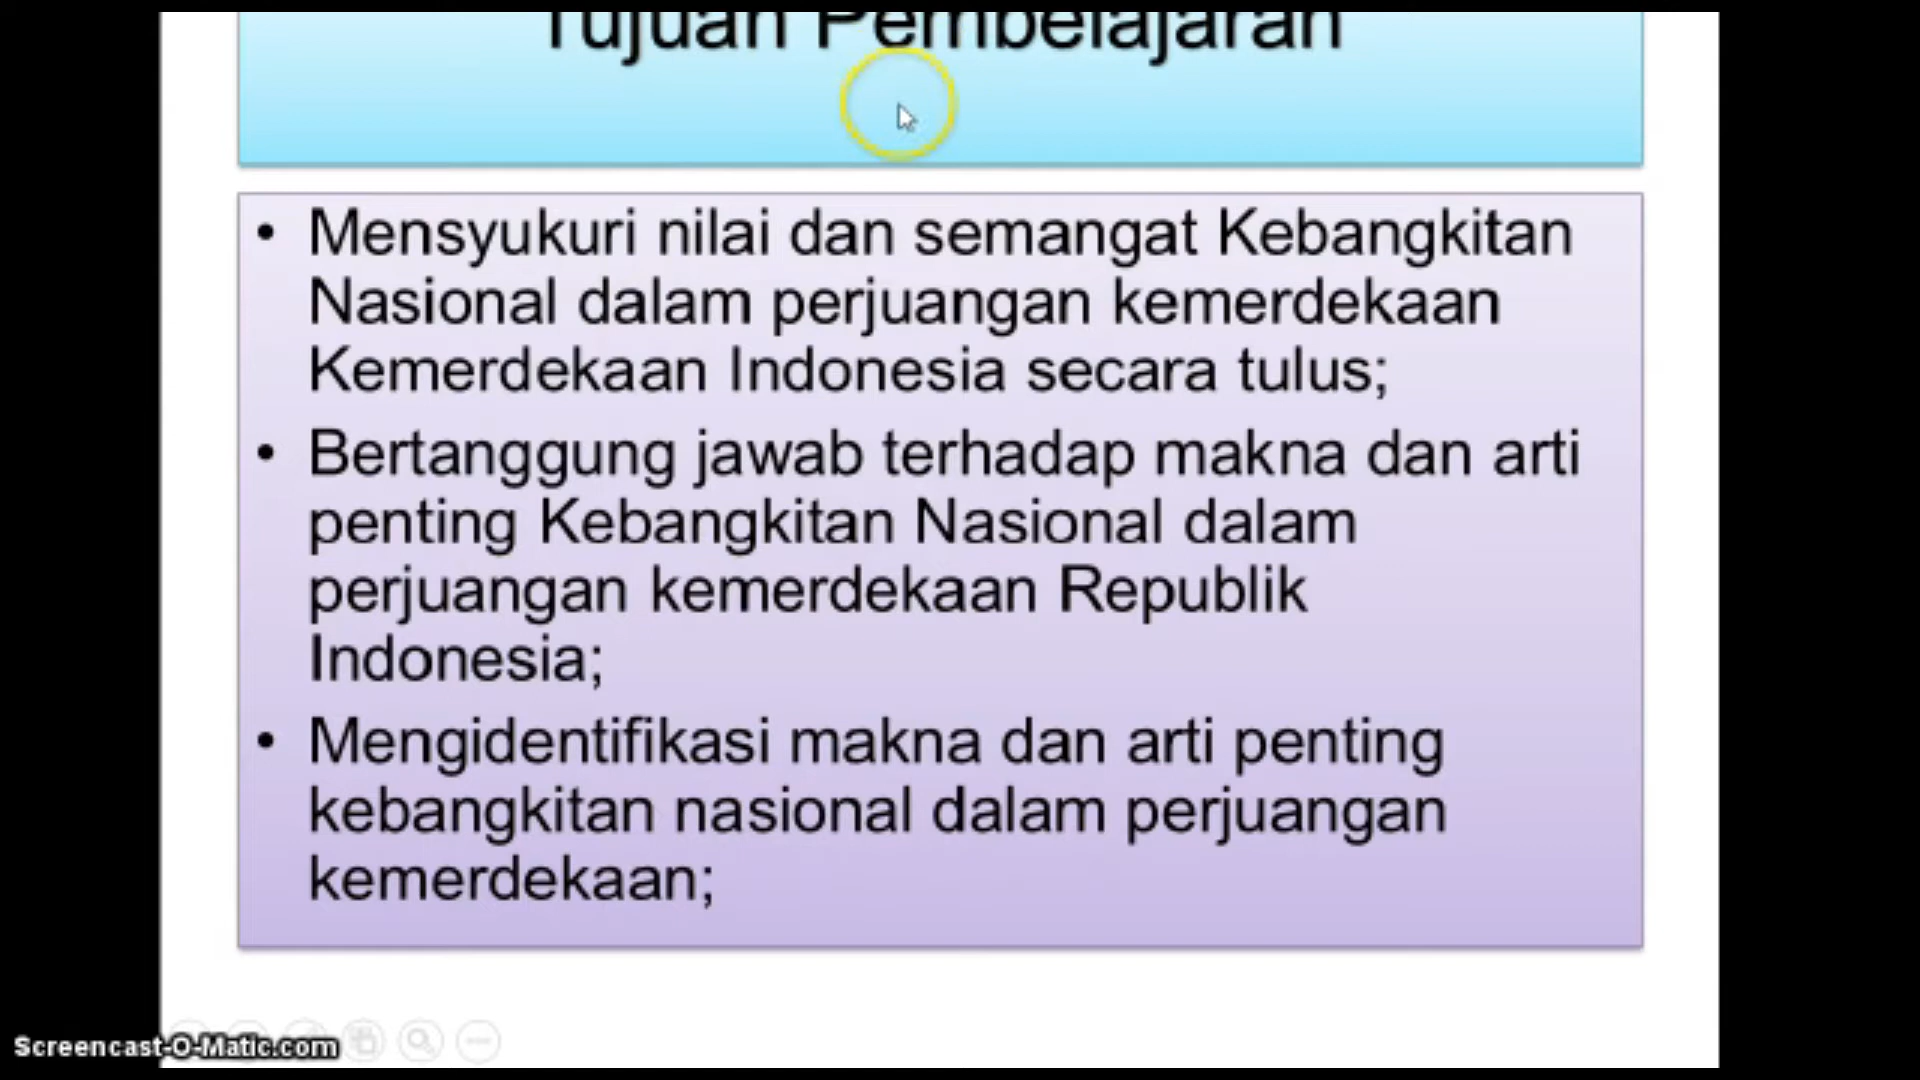 Tujuan Pembelajaran
• Mensyukuri nilai dan semangat Kebangkitan
Nasional dalam perjuangan kemerdekaan
Kemerdekaan Indonesia secara tulus;
• Bertanggung jawab terhadap makna dan arti
penting Kebangkitan Nasional dalam
perjuangan kemerdekaan Republik
Indonesia;
• Mengidentifikasi makna dan arti penting
kebangkitan nasional dalam perjuangan
kemerdekaan;
Screencast-O-Matic.com